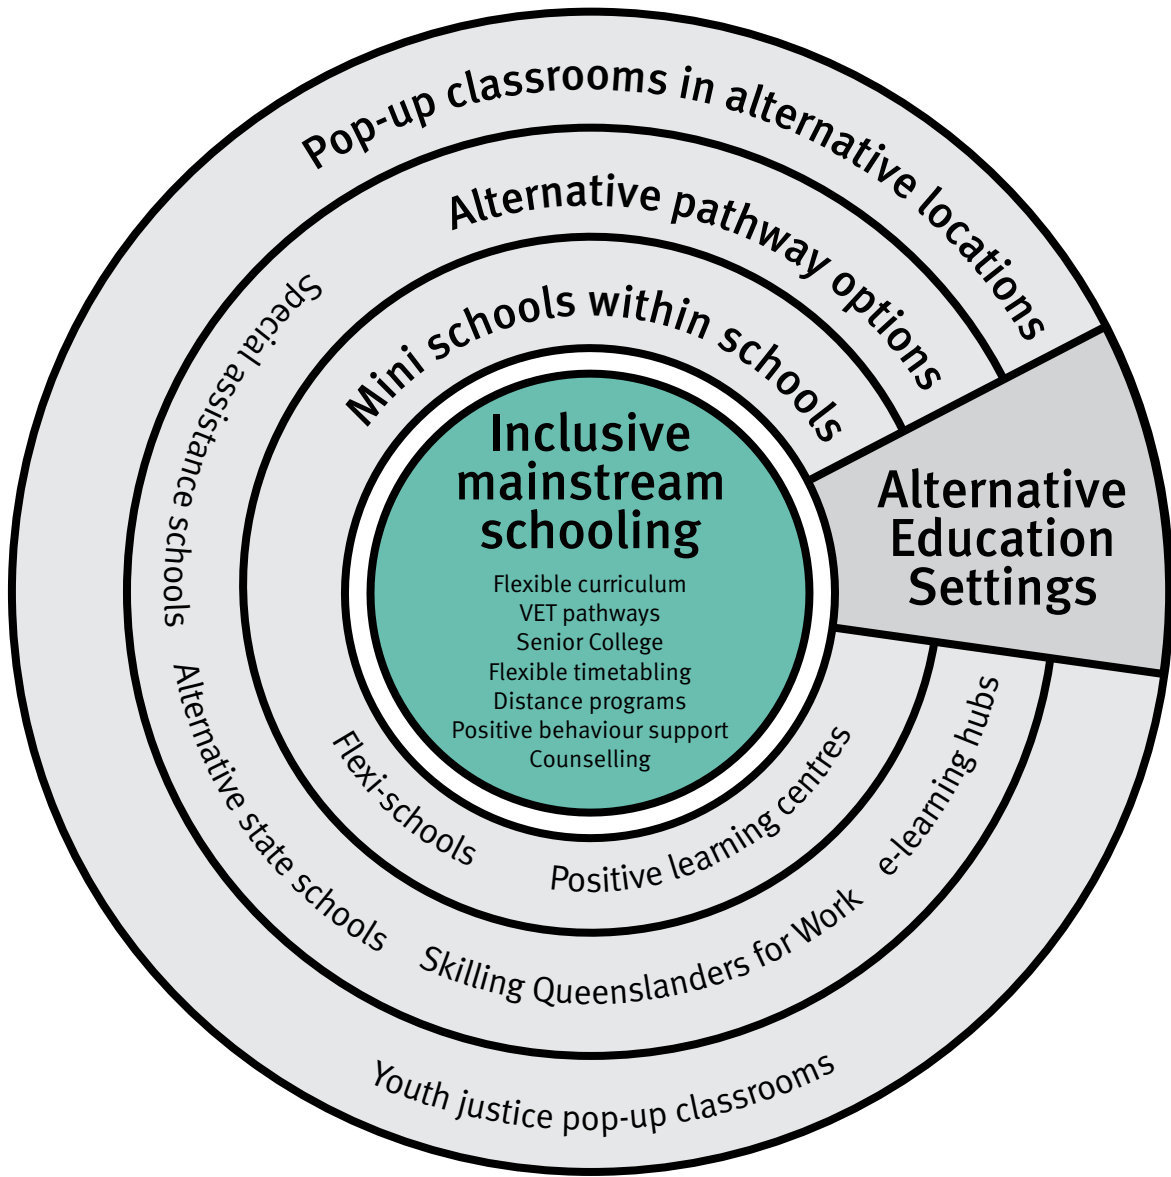 Pop-up classrooms in alternative locations
Alternative pathway options
Mini schools within schools
Inclusive
mainstream
schooling
Flexible curriculum
VET pathways
Senior College
Flexible timetabling
Distance programs
Positive behaviour support
Counselling
Alternative
Education
Settings
Flexi-schools
Positive learning centres
Special assistance schools
Alternative state schools
Skilling Queenslanders for Work
e-learning hubs
Youth justice pop-up classrooms